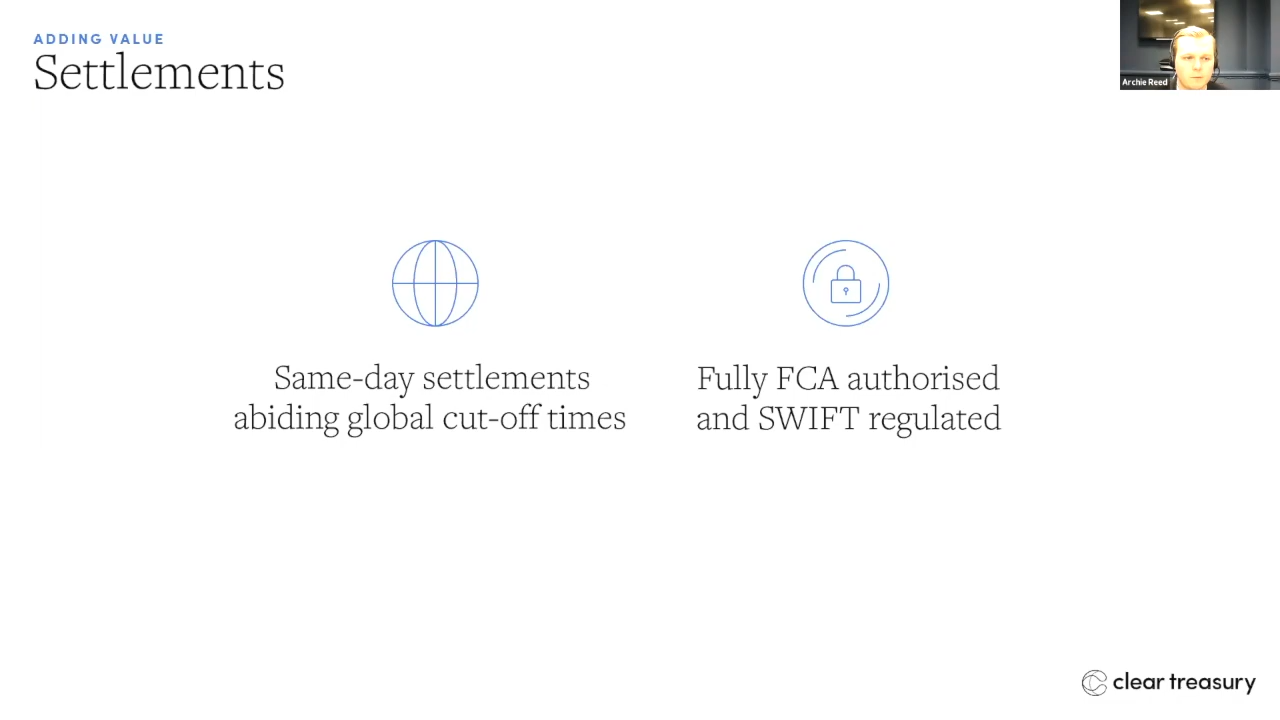 ADDING VALUE
Settlements
Archie Reed
Same-day settlements
abiding global cut-off times
Fully FCA authorised
and SWIFT regulated
clear treasury